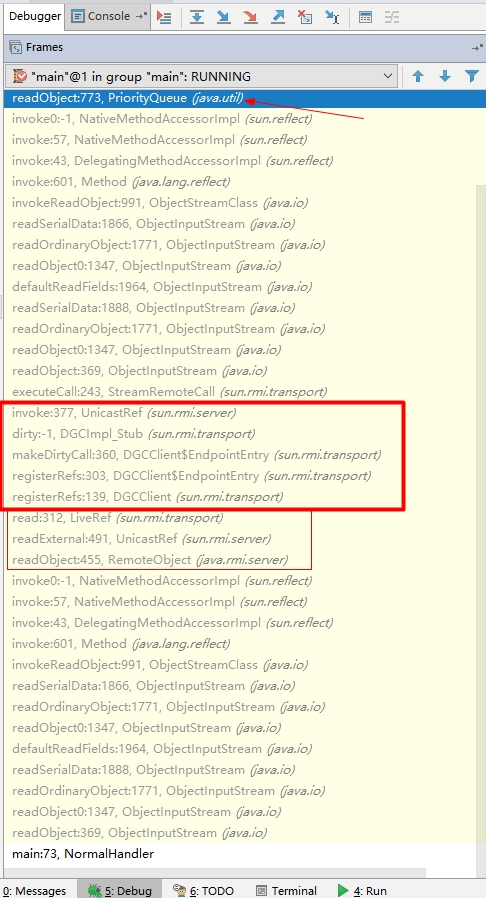 Debugger Console
Frames
"main"@1 in group "main": RUNNING
readObject:773, PriorityQueue (java.util)
invoke0:-1, NativeMethodAccessorImpl (sun.reflect)
invoke:57, NativeMethodAccessorImpl (sun.reflect)
invoke:43, DelegatingMethodAccessorImpl (sun.reflect)
invoke:601, Method (java.lang.reflect)
invokeReadObject:991, ObjectStreamClass (java.io)
readSerialData:1866, ObjectInputStream (java.io)
readOrdinaryObject:1771, ObjectInputStream (java.io)
readObject0:1347, ObjectInputStream (java.io)
defaultReadFields:1964, ObjectInputStream (java.io)
readSerialData:1888, ObjectInputStream (java.io)
readOrdinaryObject:1771, ObjectInputStream (java.io)
readObject0:1347, ObjectInputStream (java.io)
readObject:369, ObjectInputStream (java.io)
executeCall:243, StreamRemoteCall (sun.rmi.transport)
invoke:377, UnicastRef (sun.rmi.server)
dirty:-1, DGCImpl_Stub (sun.rmi.transport)
makeDirtyCall:360, DGCClient$EndpointEntry (sun.rmi.transport)
registerRefs:303, DGCClient$EndpointEntry (sun.rmi.transport)
registerRefs:139, DGCClient (sun.rmi.transport)
read:312, LiveRef (sun.rmi.transport)
readExternal:491, UnicastRef (sun.rmi.server)
readObject:455, RemoteObject (java.rmi.server)
invoke0:-1, NativeMethodAccessorImpl (sun.reflect)
invoke:57, NativeMethodAccessorImpl (sun.reflect)
invoke:43, DelegatingMethodAccessorImpl (sun.reflect)
invoke:601, Method (java.lang.reflect)
invokeReadObject:991, ObjectStreamClass (java.io)
readSerialData:1866, ObjectInputStream (java.io)
readOrdinaryObject:1771, ObjectInputStream (java.io)
readObject0:1347, ObjectInputStream (java.io)
defaultReadFields:1964, ObjectInputStream (java.io)
readSerialData:1888, ObjectInputStream (java.io)
readOrdinaryObject:1771, ObjectInputStream (java.io)
readObject0:1347, ObjectInputStream (java.io)
readObject:369, ObjectInputStream (java.io)
main:73, NormalHandler
0: Messages 5: Debug 6: TODO Terminal 4: Run